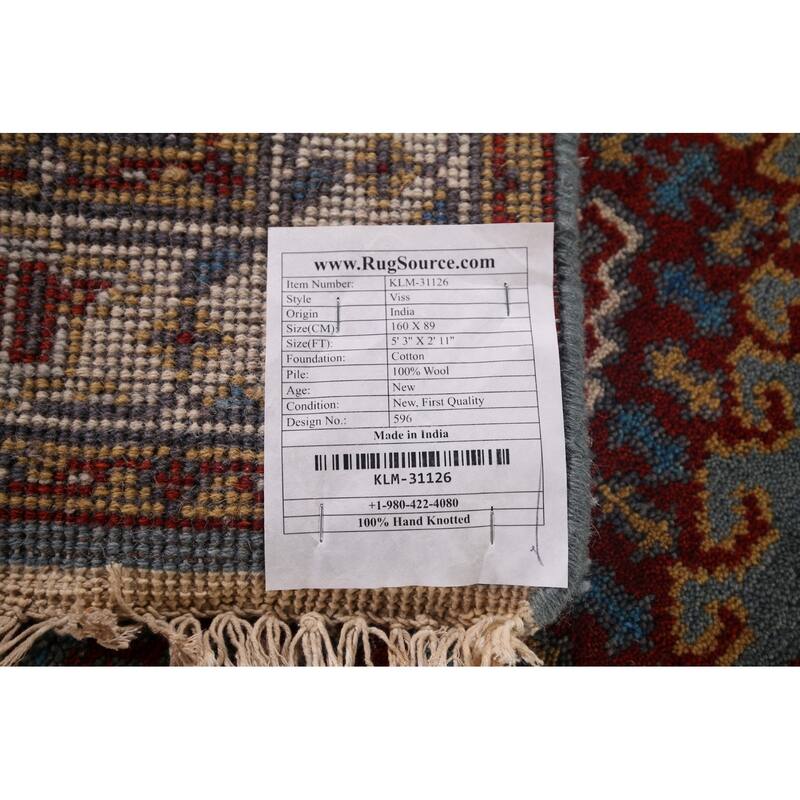 www.RugSource.com
Item Number: KLM-31126
Style Viss
Origin India
Size(CM): 160 X 89
Size(FT): 5' 3" X 2' 11"
Foundation: Cotton
Pile: 100% Wool
Age: New
Condition: New, First Quality
Design No.: 596
Made in India
KLM-31126
+1-980-422-4080
100% Hand Knotted